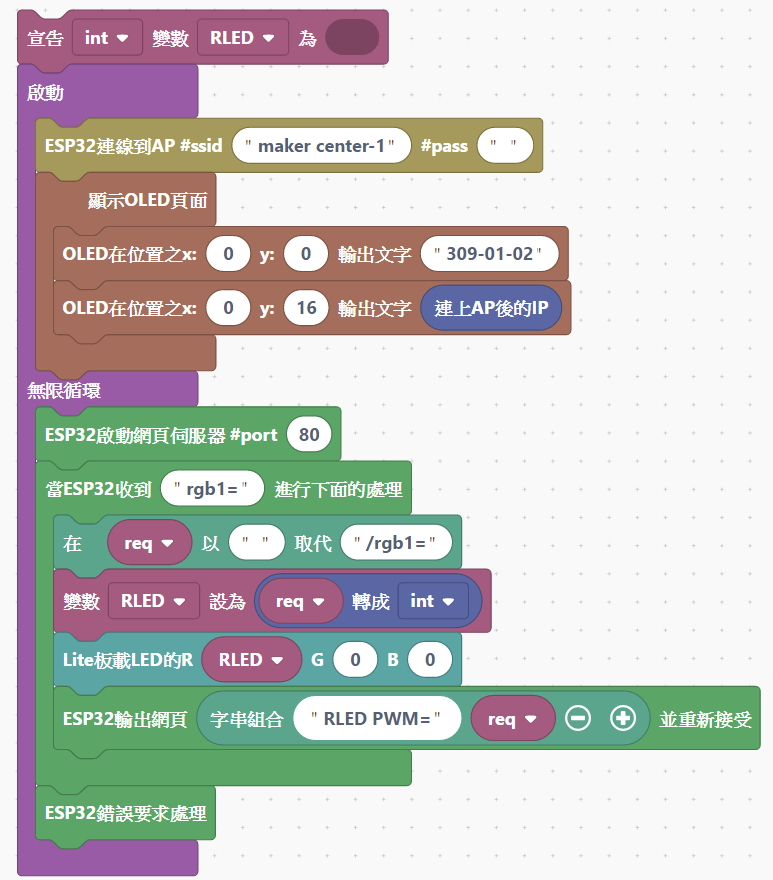 宣告 int 變數 RLED 為
啟動
ESP32連線到AP #ssid " maker center-1" #pass " "
顯示OLED頁面
OLED在位置之x: 0 y: 0 輸出文字 " 309-01-02"
OLED在位置之x: 0 y: 16 輸出文字 連上AP後的IP
無限循環
ESP32啟動網頁伺服器 #port 80
當ESP32收到 " rgb1= " 進行下面的處理
在 req 以 " " 取代 " /rgb1= "
變數 RLED 設為 req 轉成 int
Lite板載LED的R RLED G 0 B 0
ESP32輸出網頁 字串組合 " RLED PWM= " req 並重新接受
ESP32錯誤要求處理